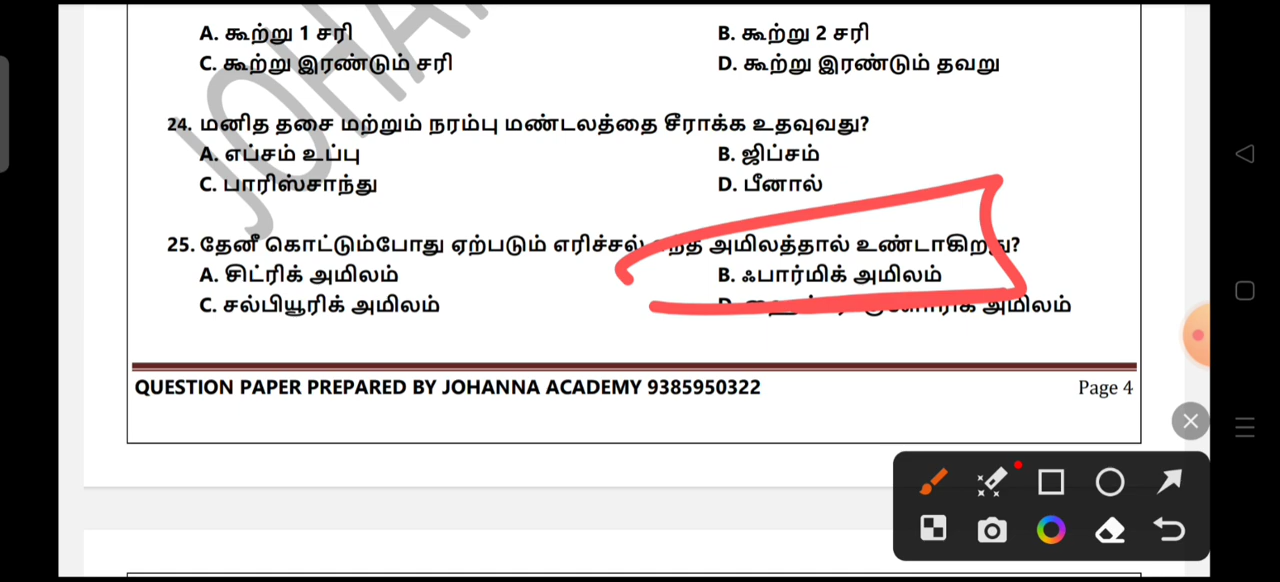 A. கூற்று 1 சரி B. கூற்று 2 சரி
C. கூற்று இரண்டும் சரி D. கூற்று இரண்டும் தவறு
24. மனித தசை மற்றும் நரம்பு மண்டலத்தை சீராக்க உதவுவது?
A. எப்சம் உப்பு B. ஜிப்சம்
C. பாரிஸ்சாந்து D. பீனால்
25. தேனீ கொட்டும்போது ஏற்படும் எரிச்சல் அமிலத்தால் உண்டாகிறது?
A. சிட்ரிக் அமிலம் B. ஃபார்மிக் அமிலம்
C. சல்பியூரிக் அமிலம் அமிலம்
QUESTION PAPER PREPARED BY JOHANNA ACADEMY 9385950322 Page 4